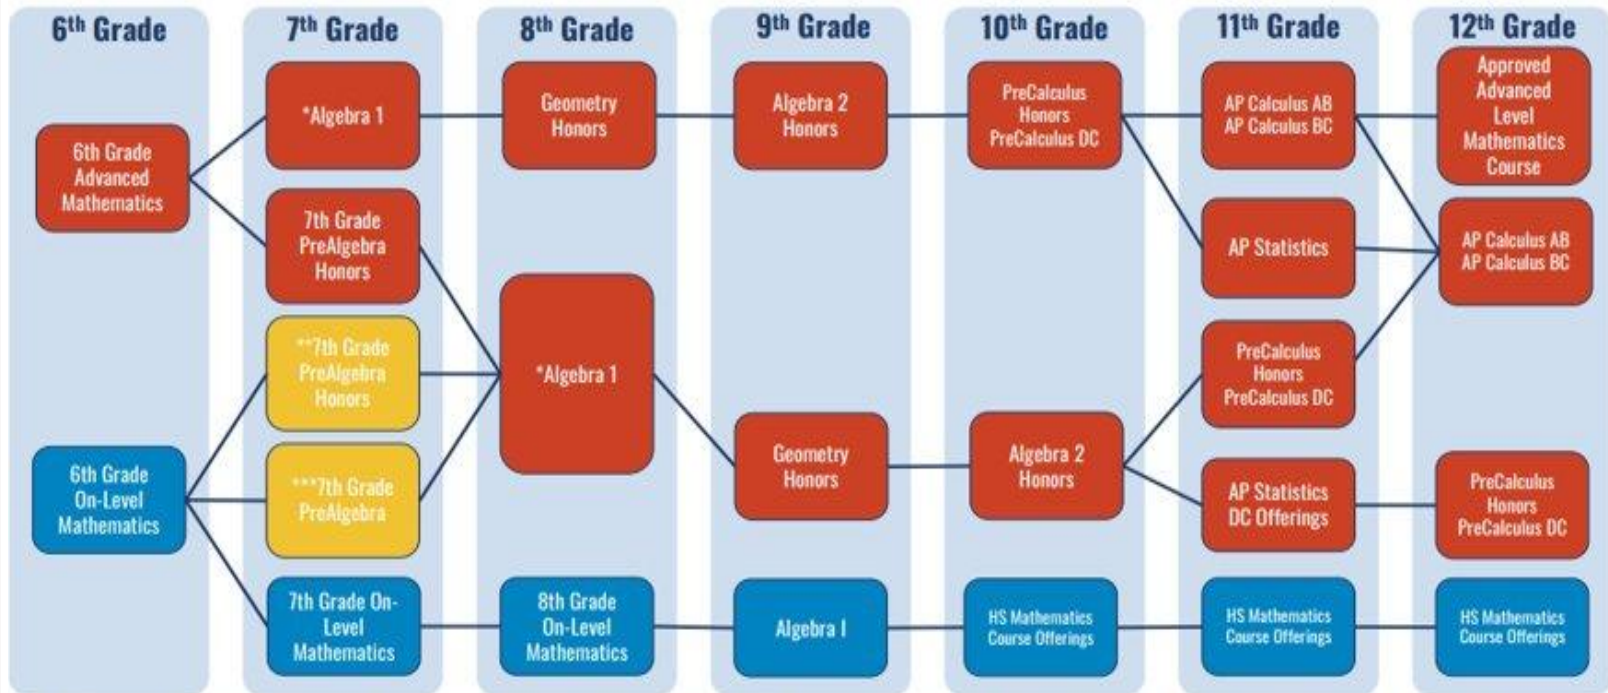 6th Grade
7th Grade
8th Grade
9th Grade
10th Grade
11th Grade
12th Grade
6th Grade
Advanced
Mathematics
6th Grade
On-Level
Mathematics
*Algebra 1
7th Grade
PreAlgebra
Honors
**7th Grade
PreAlgebra
Honors
***7th Grade
PreAlgebra
7th Grade On-
Level
Mathematics
Geometry
Honors
*Algebra 1
8th Grade
On-Level
Mathematics
Algebra 2
Honors
Geometry
Honors
Algebra I
PreCalculus
Honors
PreCalculus DC
Algebra 2
Honors
HS Mathematics
Course Offerings
AP Calculus AB
AP Calculus BC
AP Statistics
PreCalculus
Honors
PreCalculus DC
AP Statistics
DC Offerings
HS Mathematics
Course Offerings
Approved
Advanced
Level
Mathematics
Course
AP Calculus AB
AP Calculus BC
PreCalculus
Honors
PreCalculus DC
HS Mathematics
Course Offerings